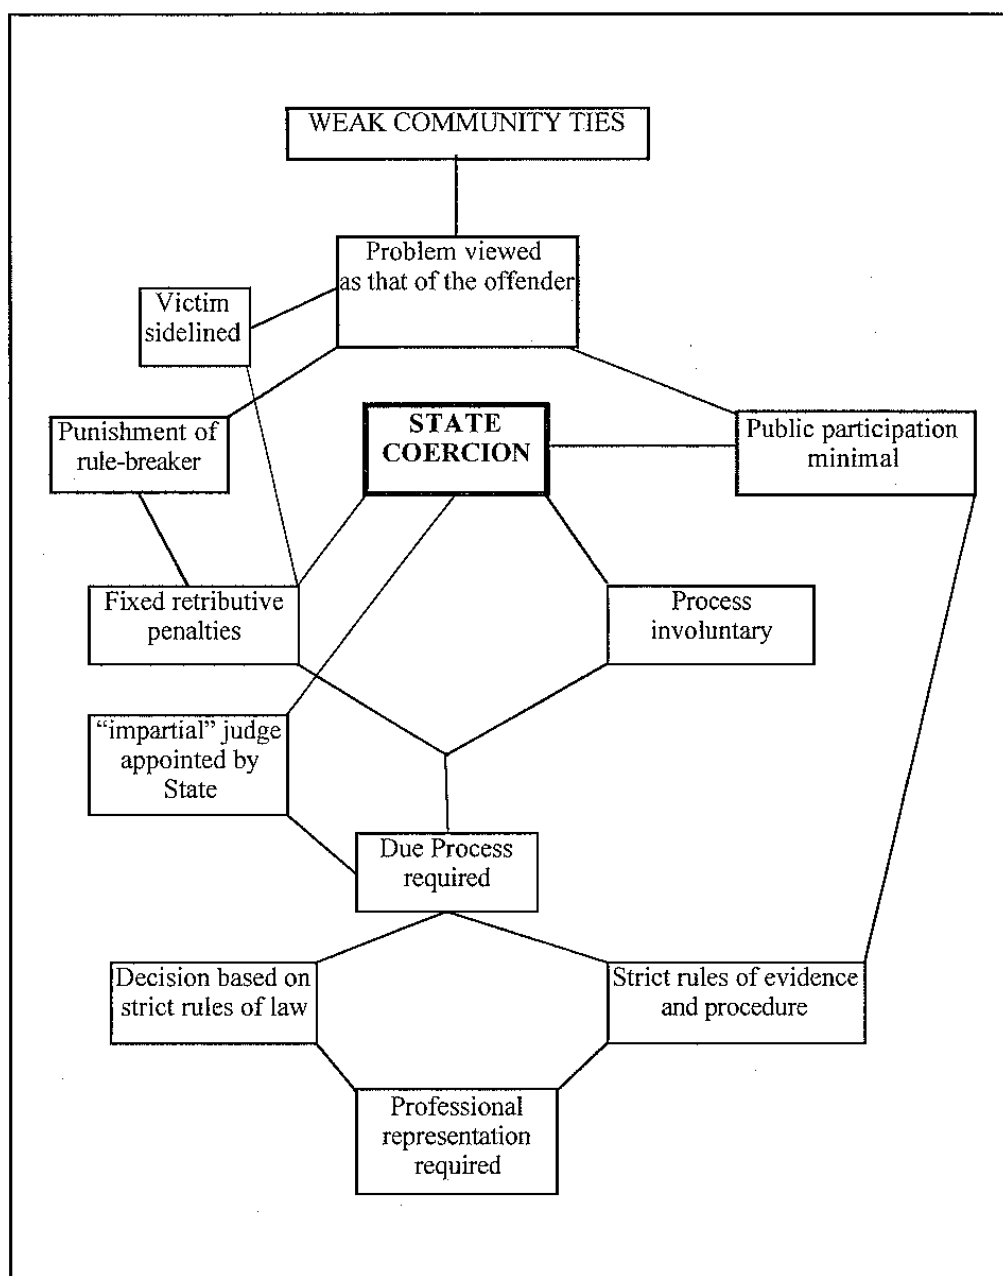 WEAK COMMUNITY TIES
Problem viewed
as that of the offender
Victim
sidelined
STATE
COERCION
Punishment of
rule-breaker
Public participation
minimal
Fixed retributive
penalties
Process
involuntary
“impartial” judge
appointed by
State
Due Process
required
Decision based on
strict rules of law
Strict rules of evidence
and procedure
Professional
representation
required